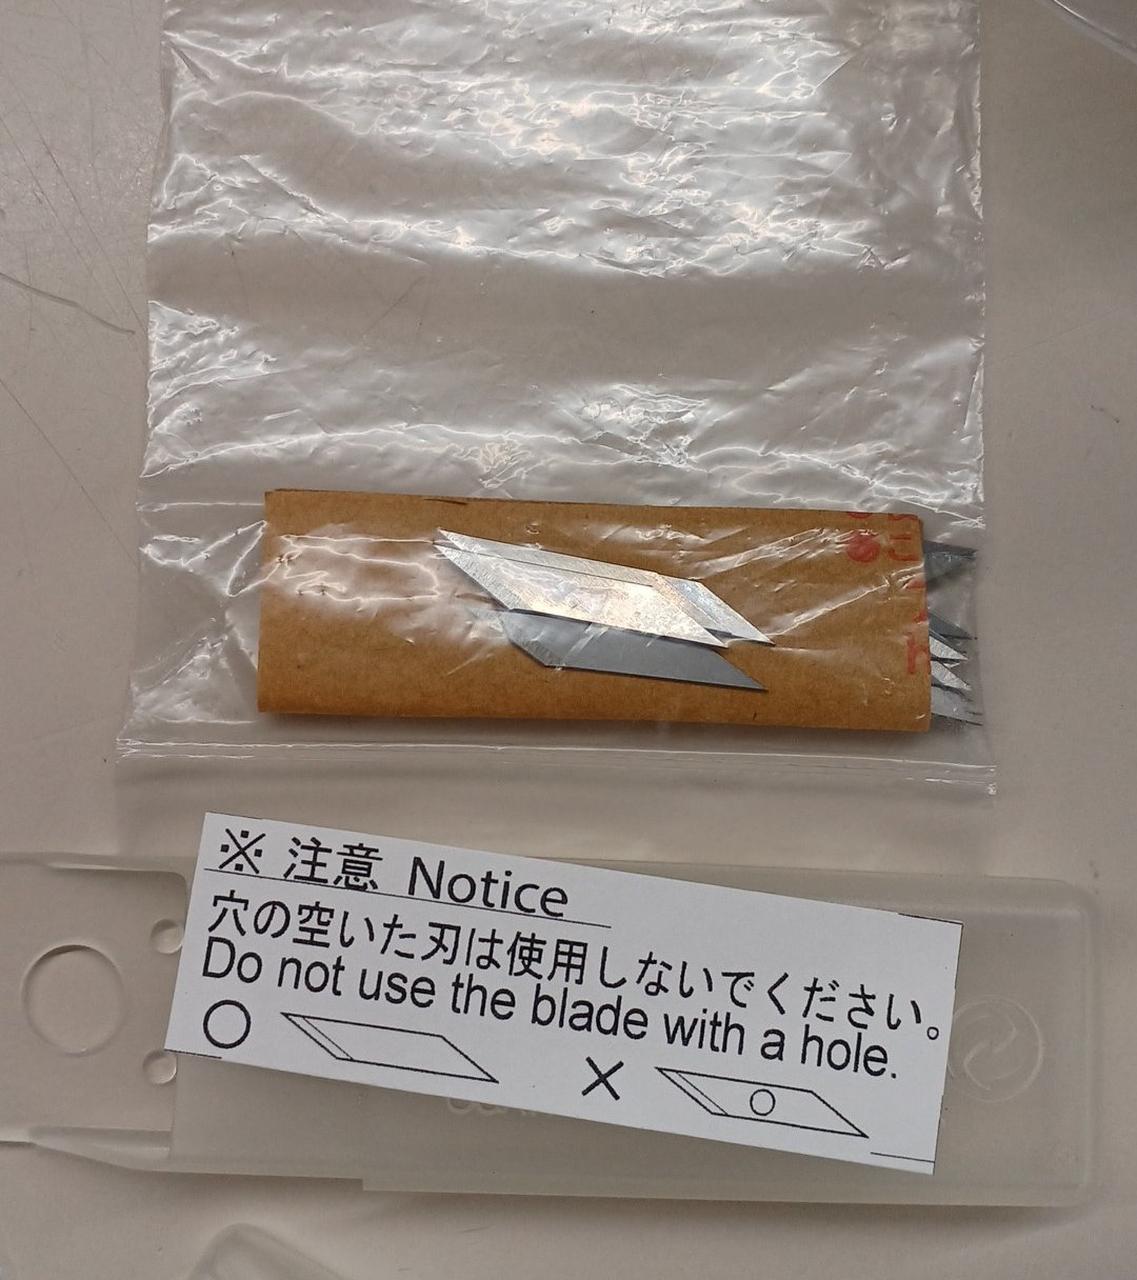 ※ 注意 Notice
穴の空いた刃は使用しないでください。
Do not use the blade with a hole.
○ ×